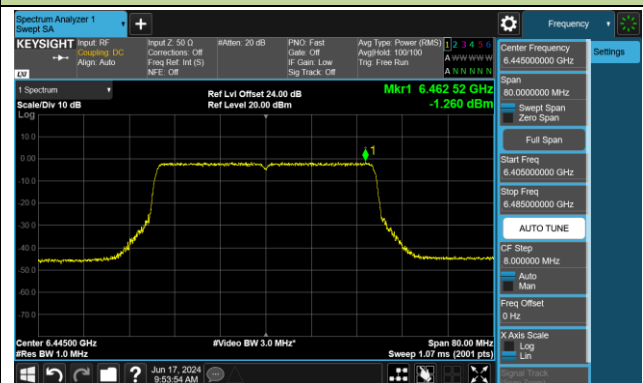 Spectrum Analyzer 1
Swept SA
Frequency
KEYSIGHT
Input: RF
Coupling: DC
Align: Auto
Input Z: 50 Ω
Corrections: Off
Freq Ref: Int (S)
NFE: Off
#Atten: 20 dB
PNO: Fast
Gate: Off
IF Gain: Low
Sig Track: Off
Avg Type: Power (RMS)
Avg|Hold: 100/100
Trig: Free Run
1 2 3 4 5 6
A W W W W W
A N N N N N
LXI
Center Frequency
6.445000000 GHz
Settings
Span
80.0000000 MHz
Swept Span
Zero Span
Full Span
Start Freq
6.405000000 GHz
Stop Freq
6.485000000 GHz
AUTO TUNE
CF Step
8.000000 MHz
Auto
Man
Freq Offset
0 Hz
X Axis Scale
Log
Lin
Signal Track
1 Spectrum
Scale/Div 10 dB
Log
Ref Lvl Offset 24.00 dB
Ref Level 20.00 dBm
Mkr1 6.462 52 GHz
-1.260 dBm
1
10.0
0.00
-10.0
-20.0
-30.0
-40.0
-50.0
-60.0
-70.0
Center 6.44500 GHz
#Res BW 1.0 MHz
#Video BW 3.0 MHz*
Span 80.00 MHz
Sweep 1.07 ms (2001 pts)
?
Jun 17, 2024
9:53:54 AM